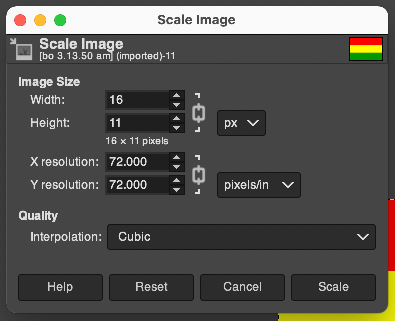 Scale Image
Scale Image
[bo 3.13.50 am] (imported)-11
Image Size
Width: 16
Height: 11 px
16 × 11 pixels
X resolution: 72.000
Y resolution: 72.000 pixels/in
Quality
Interpolation: Cubic
Help Reset Cancel Scale